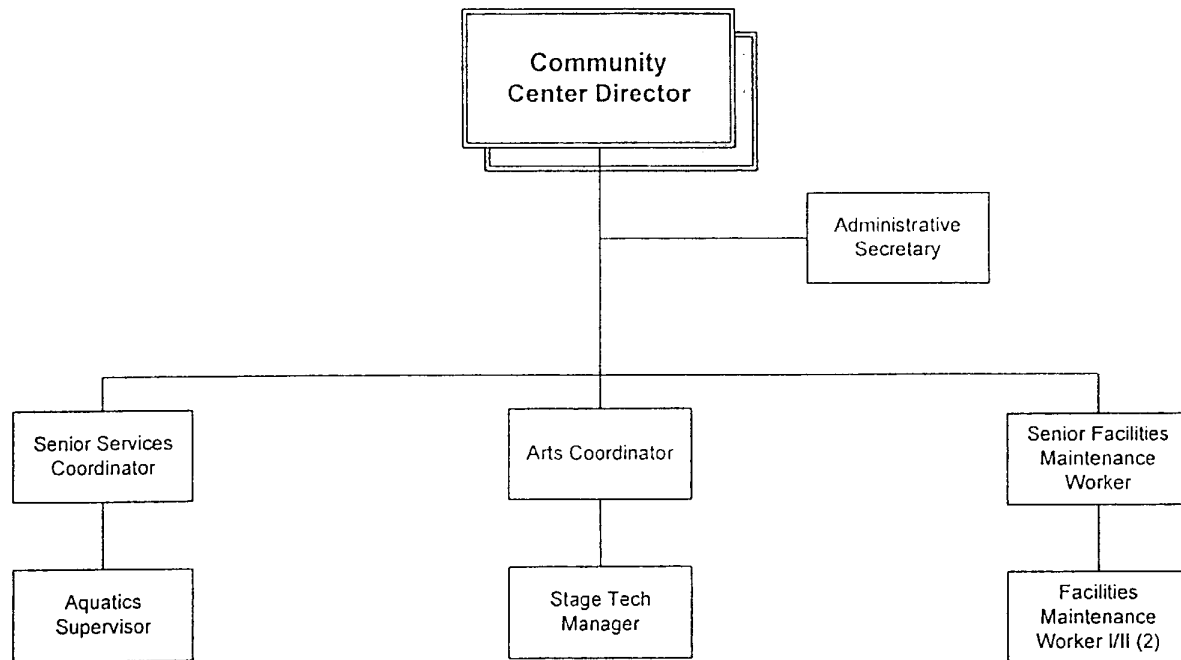 Community
Center Director
Administrative
Secretary
Senior Services
Coordinator
Arts Coordinator
Senior Facilities
Maintenance
Worker
Aquatics
Supervisor
Stage Tech
Manager
Facilities
Maintenance
Worker I/II (2)